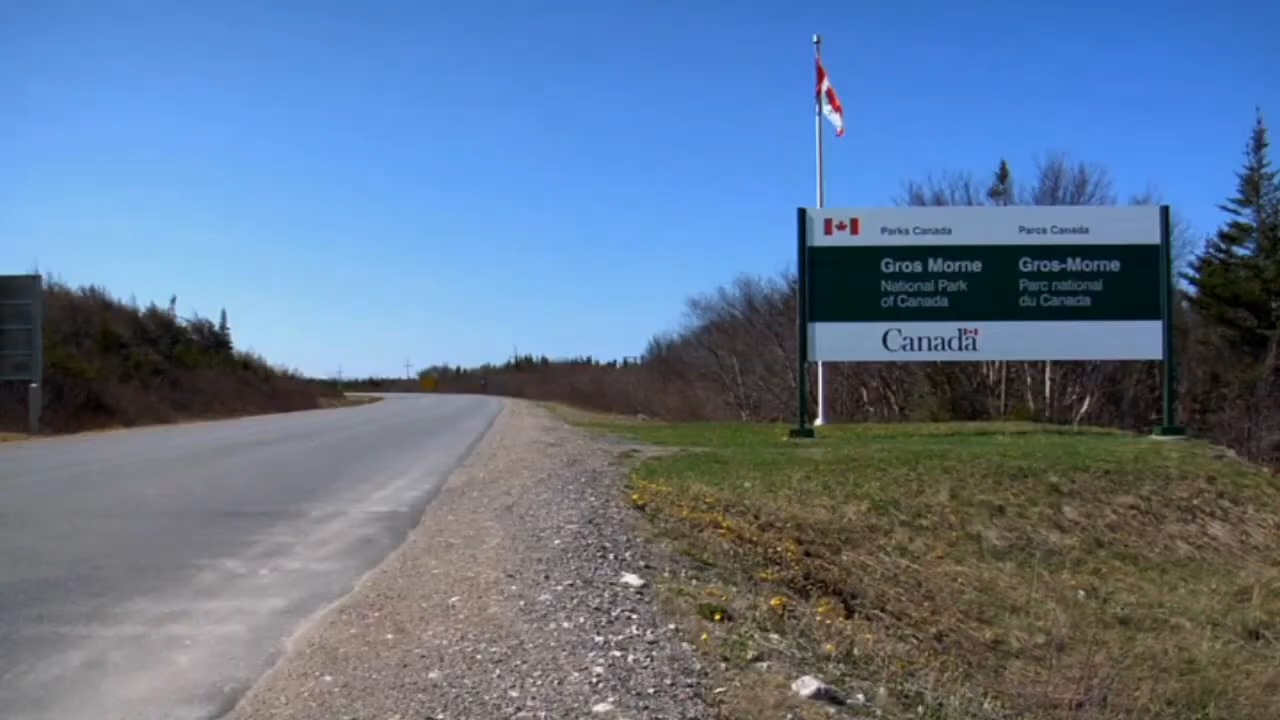 Parks Canada
Parcs Canada
Gros Morne
National Park
of Canada
Gros-Morne
Parc national
du Canada
Canada